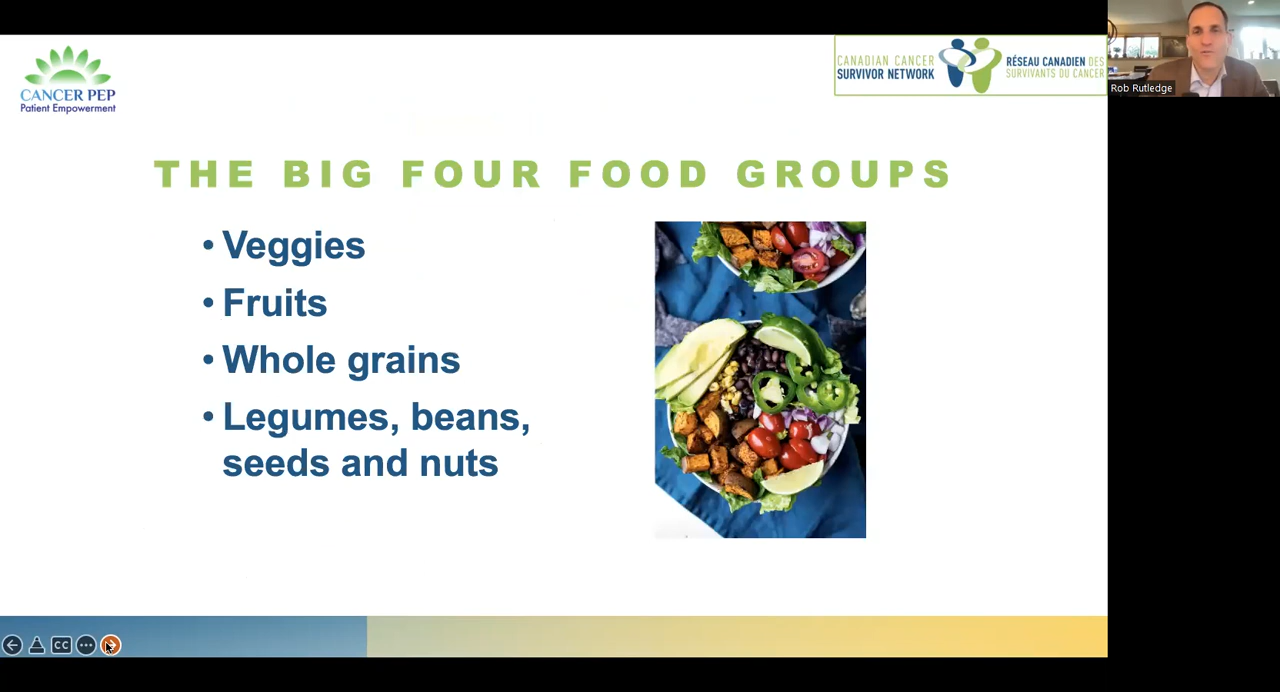 CANCER PEP
Patient Empowerment
CANADIAN CANCER
SURVIVOR NETWORK
RÉSEAU CANADIEN DES
SURVIVANTS DU CANCER
Rob Rutledge
THE BIG FOUR FOOD GROUPS
• Veggies
• Fruits
• Whole grains
• Legumes, beans,
seeds and nuts
CC